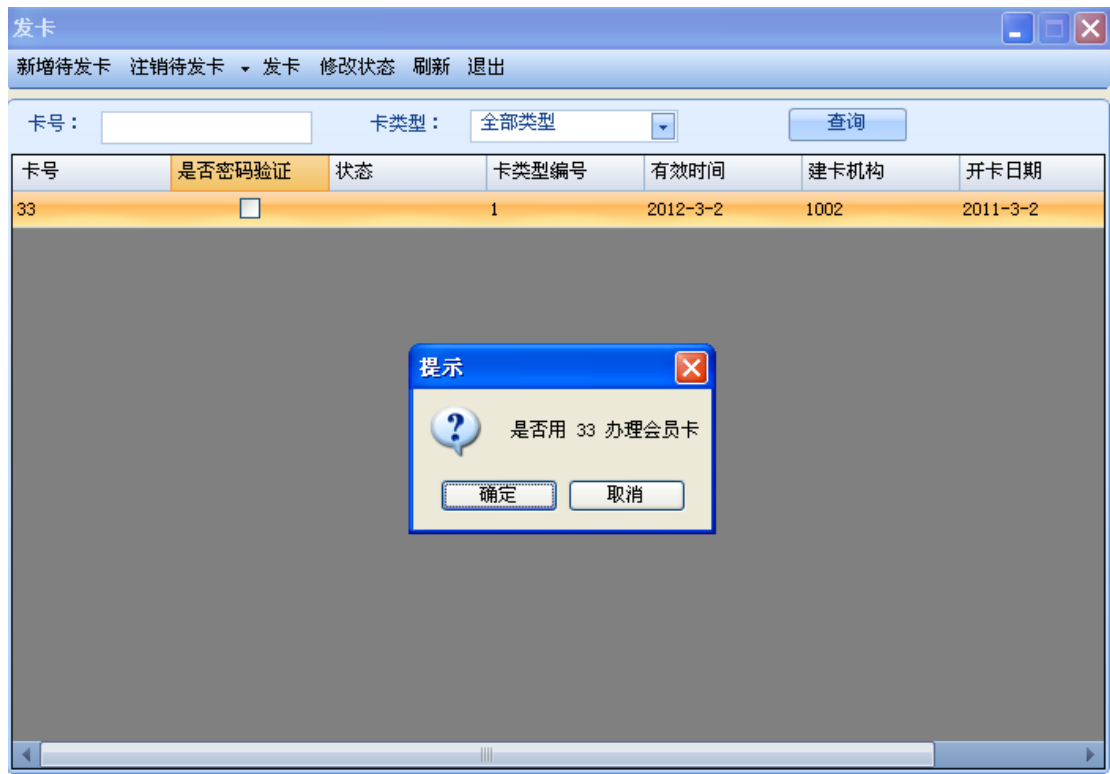 发卡
新增待发卡 注销待发卡 发卡 修改状态 刷新 退出
卡号： 卡类型： 全部类型 查询
卡号 是否密码验证 状态 卡类型编号 有效时间 建卡机构 开卡日期
33 1 2012-3-2 1002 2011-3-2
提示
是否用 33 办理会员卡
确定 取消